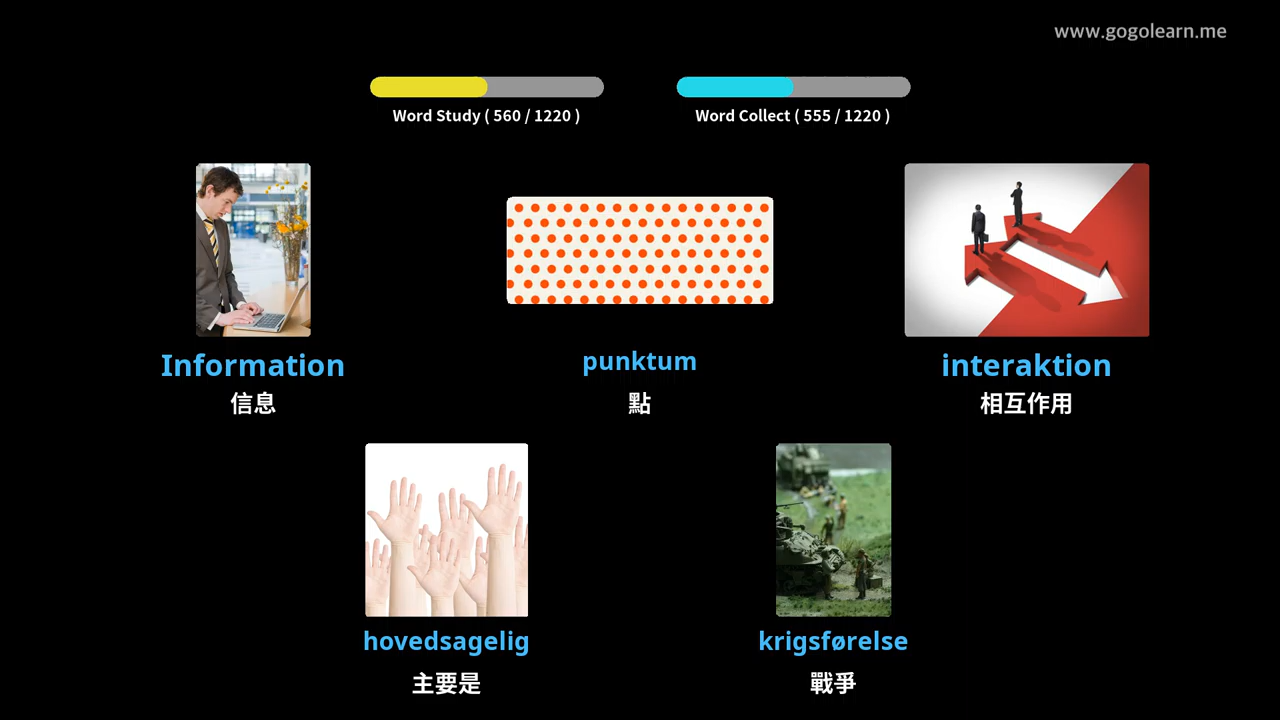 www.gogolearn.me
Word Study ( 560 / 1220 )
Word Collect ( 555 / 1220 )
Information
信息
punktum
點
interaktion
相互作用
hovedsagelig
主要是
krigsførelse
戰爭